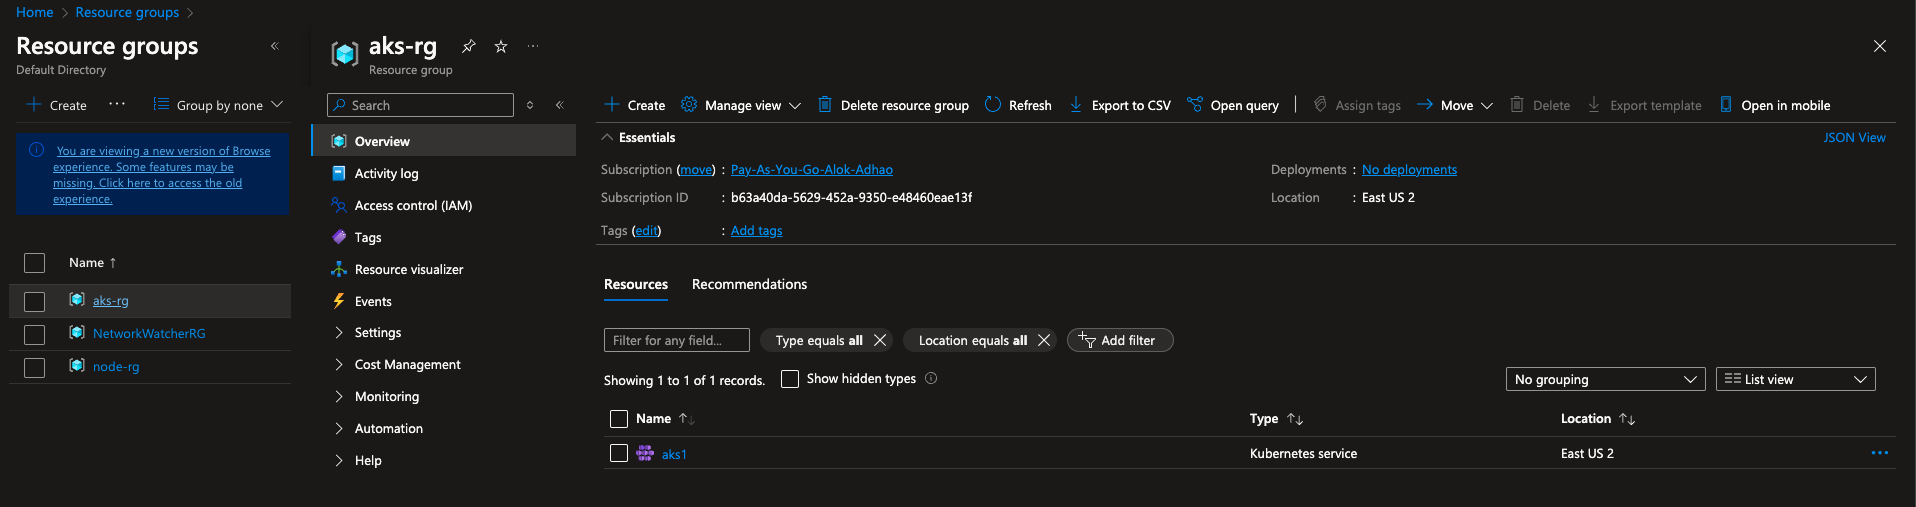 Home > Resource groups >
Resource groups
Default Directory
Create
Group by none
You are viewing a new version of Browse
experience. Some features may be
missing. Click here to access the old
experience.
Name ↑
aks-rg
NetworkWatcherRG
node-rg
aks-rg
Resource group
Search
Overview
Activity log
Access control (IAM)
Tags
Resource visualizer
Events
Settings
Cost Management
Monitoring
Automation
Help
Create Manage view Delete resource group Refresh Export to CSV Open query Assign tags Move Delete Export template Open in mobile
Essentials
JSON View
Subscription (move) : Pay-As-You-Go-Alok-Adhao
Deployments : No deployments
Subscription ID : b63a40da-5629-452a-9350-e48460eae13f
Location : East US 2
Tags (edit) : Add tags
Resources Recommendations
Filter for any field... Type equals all Location equals all Add filter
Showing 1 to 1 of 1 records. Show hidden types
No grouping List view
Name ↑↓ Type ↑↓ Location ↑↓
aks1 Kubernetes service East US 2